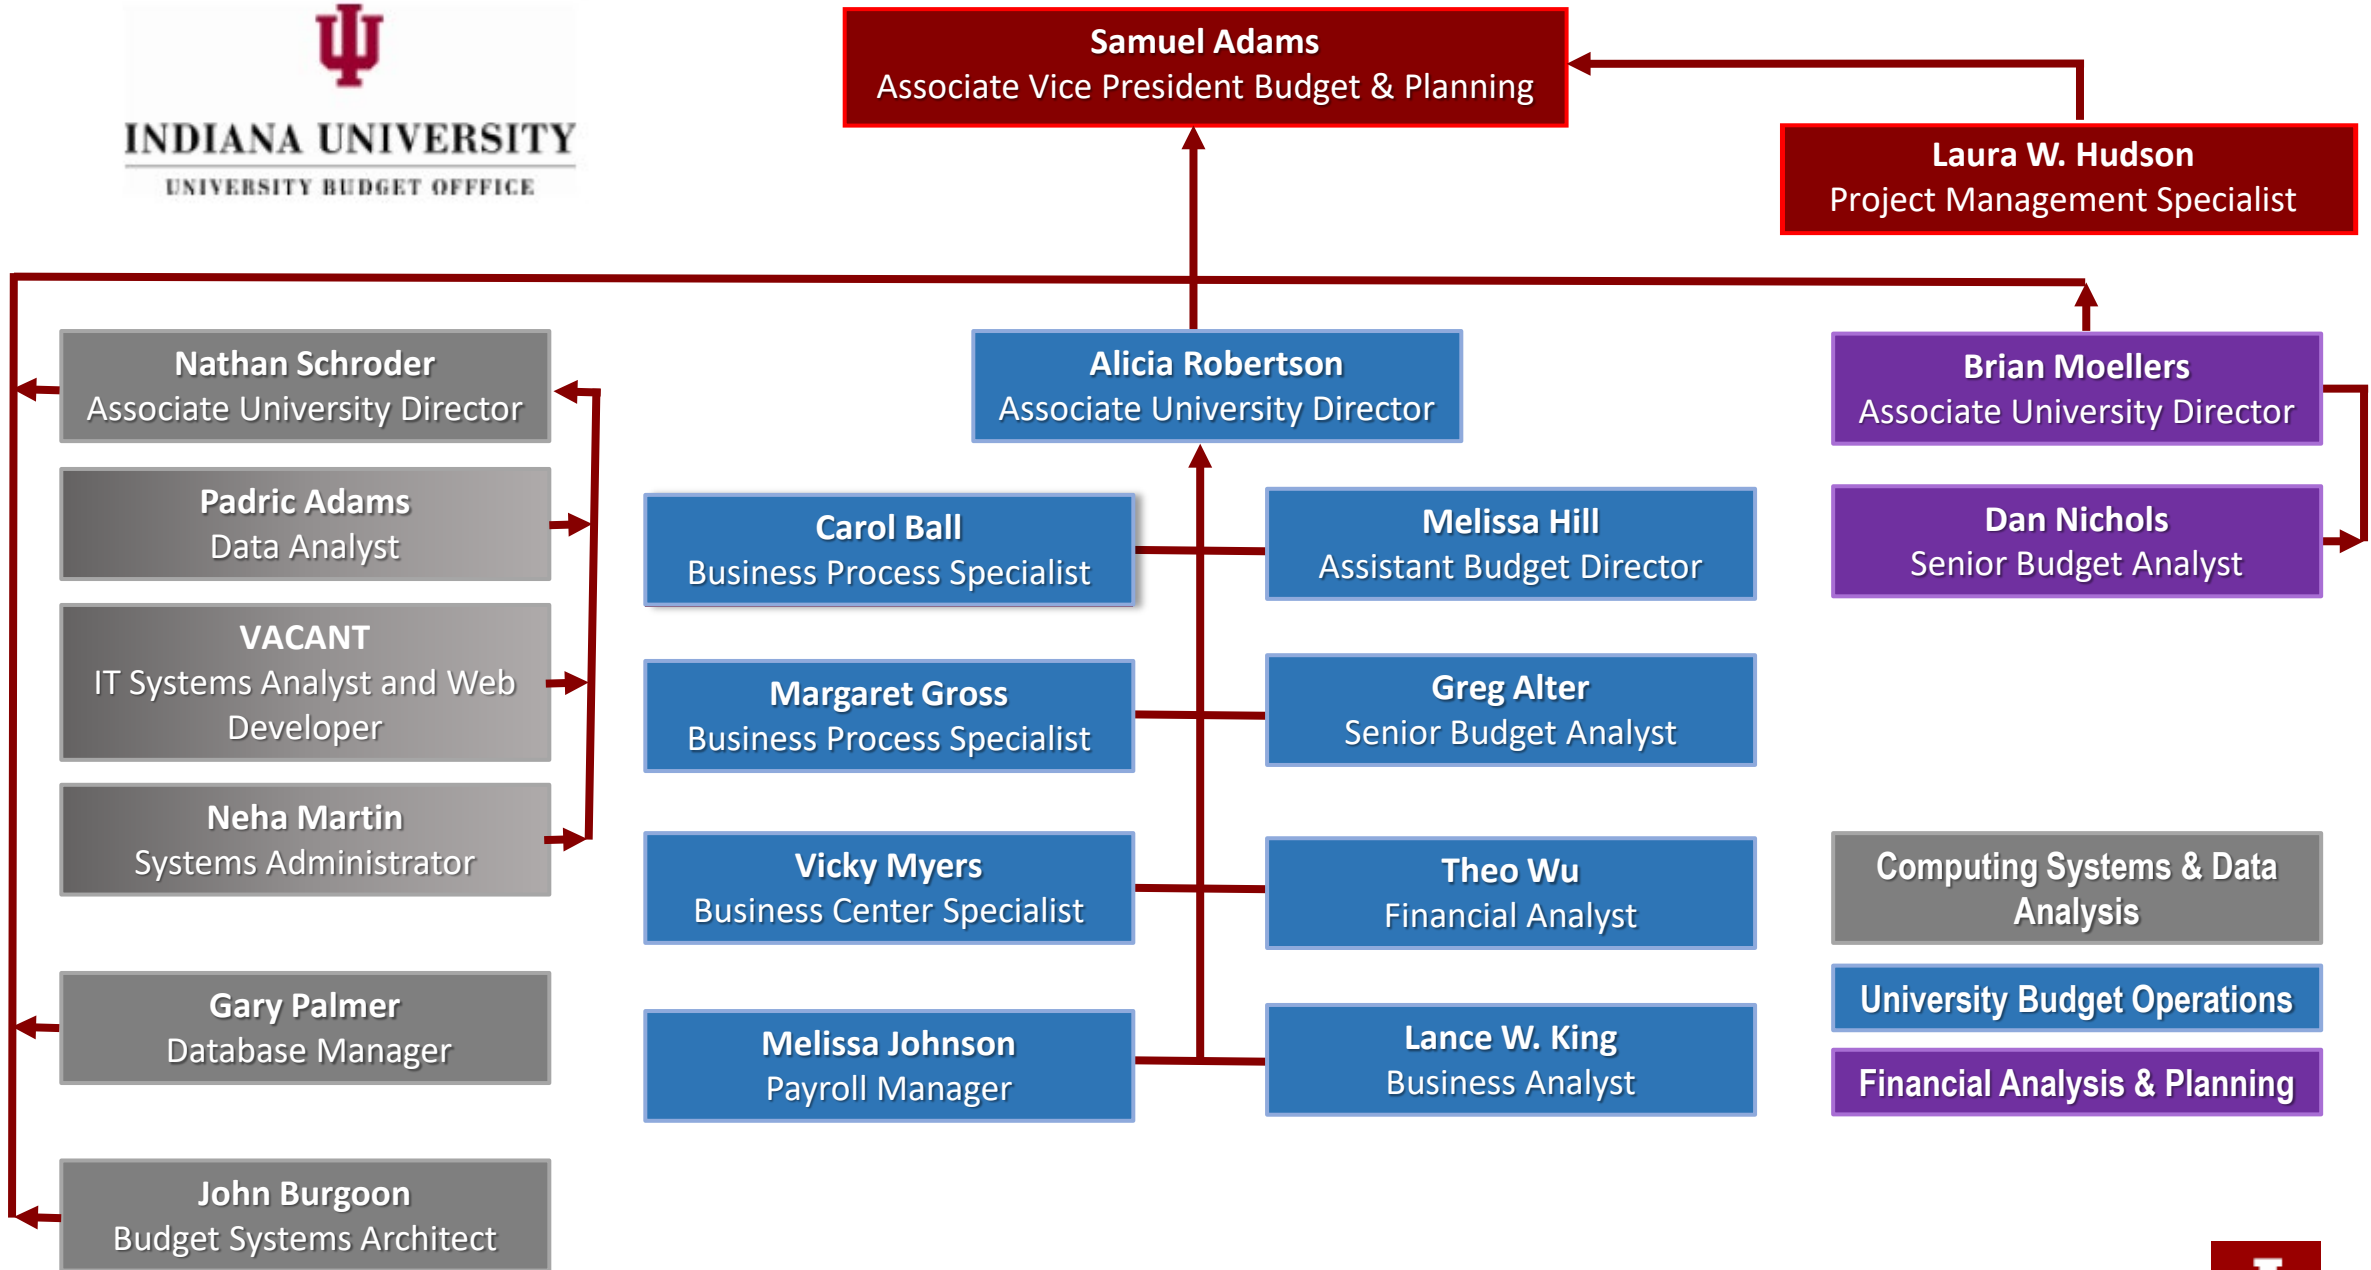 INDIANA UNIVERSITY
UNIVERSITY BUDGET OFFFICE
Samuel Adams
Associate Vice President Budget & Planning
Laura W. Hudson
Project Management Specialist
Nathan Schroder
Associate University Director
Padric Adams
Data Analyst
VACANT
IT Systems Analyst and Web
Developer
Neha Martin
Systems Administrator
Gary Palmer
Database Manager
John Burgoon
Budget Systems Architect
Alicia Robertson
Associate University Director
Carol Ball
Business Process Specialist
Melissa Hill
Assistant Budget Director
Margaret Gross
Business Process Specialist
Greg Alter
Senior Budget Analyst
Vicky Myers
Business Center Specialist
Theo Wu
Financial Analyst
Melissa Johnson
Payroll Manager
Lance W. King
Business Analyst
Brian Moellers
Associate University Director
Dan Nichols
Senior Budget Analyst
Computing Systems & Data
Analysis
University Budget Operations
Financial Analysis & Planning